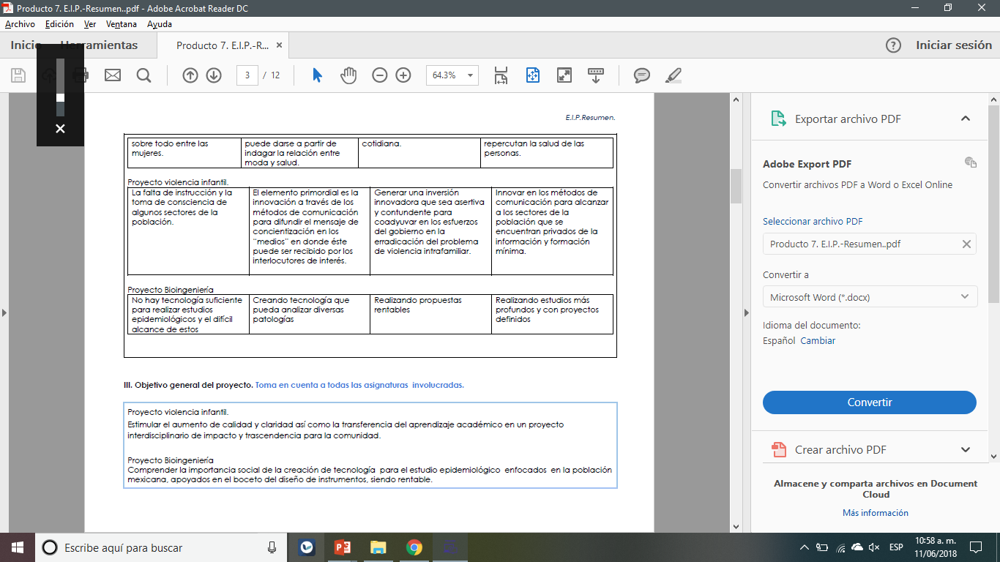 Producto 7. E.I.P.-Resumen..pdf - Adobe Acrobat Reader DC
Archivo Edición Ver Ventana Ayuda
Inicio Herramientas Producto 7. E.I.P.-R... × Iniciar sesión
3 / 12 64.3%
E.I.P.Resumen.
sobre todo entre las
mujeres.
puede darse a partir de
indagar la relación entre
moda y salud.
cotidiana.
repercutan la salud de las
personas.
Proyecto violencia infantil.
La falta de instrucción y la
toma de consciencia de
algunos sectores de la
población.
El elemento primordial es la
innovación a través de los
métodos de comunicación
para difundir el mensaje de
concientización en los
"medios" en donde éste
puede ser recibido por los
interlocutores de interés.
Generar una inversión
innovadora que sea asertiva
y contundente para
coadyuvar en los esfuerzos
del gobierno en la
erradicación del problema
de violencia intrafamiliar.
Innovar en los métodos de
comunicación para alcanzar
a los sectores de la
población que se
encuentran privados de la
información y formación
mínima.
Proyecto Bioingeniería
No hay tecnología suficiente
para realizar estudios
epidemiológicos y el difícil
alcance de estos
Creando tecnología que
pueda analizar diversas
patologías
Realizando propuestas
rentables
Realizando estudios más
profundos y con proyectos
definidos
III. Objetivo general del proyecto. Toma en cuenta a todas las asignaturas involucradas.
Proyecto violencia infantil.
Estimular el aumento de calidad y claridad así como la transferencia del aprendizaje académico en un proyecto
interdisciplinario de impacto y trascendencia para la comunidad.
Proyecto Bioingeniería
Comprender la importancia social de la creación de tecnología para el estudio epidemiológico enfocados en la población
mexicana, apoyados en el boceto del diseño de instrumentos, siendo rentable.
Exportar archivo PDF
Adobe Export PDF
Convertir archivos PDF a Word o Excel Online
Seleccionar archivo PDF
Producto 7. E.I.P.-Resumen..pdf
Convertir a
Microsoft Word (*.docx)
Idioma del documento:
Español Cambiar
Convertir
Crear archivo PDF
Almacene y comparta archivos en Document
Cloud
Más información
Escribe aquí para buscar
ESP
10:58 a. m.
11/06/2018